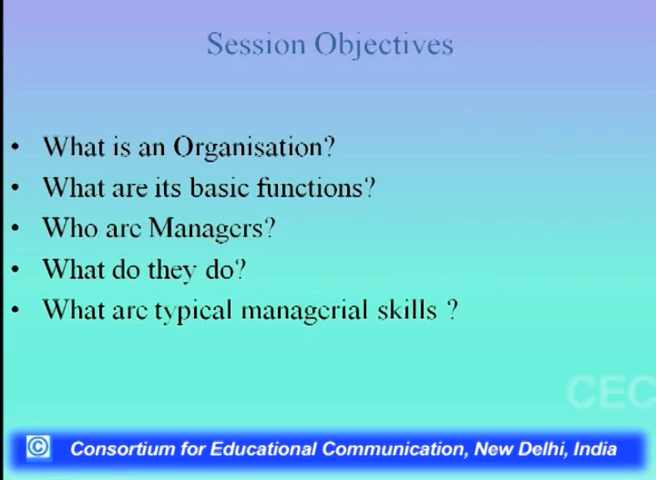 Session Objectives
• What is an Organisation?
• What are its basic functions?
• Who are Managers?
• What do they do?
• What are typical managerial skills ?
CEC
© Consortium for Educational Communication, New Delhi, India